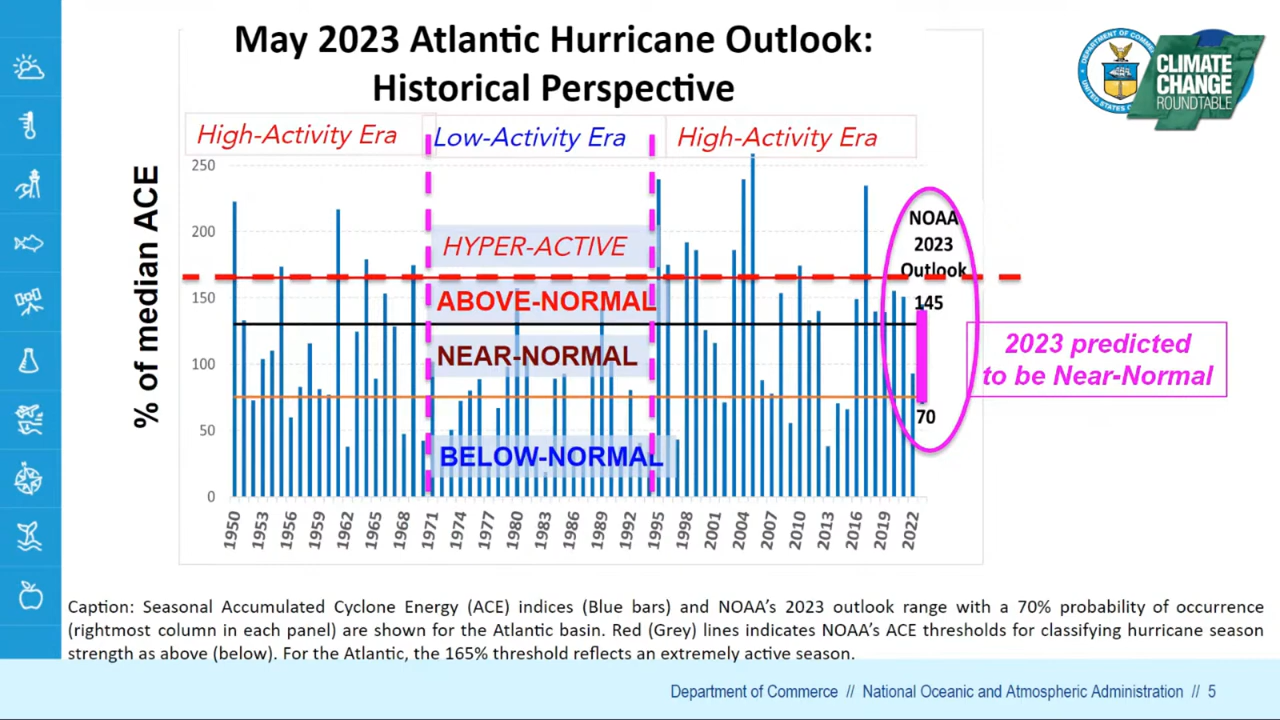 May 2023 Atlantic Hurricane Outlook:
Historical Perspective
CLIMATE
CHANGE
ROUNDTABLE
High-Activity Era
Low-Activity Era
High-Activity Era
% of median ACE
250
200
150
100
50
0
HYPER-ACTIVE
ABOVE-NORMAL
NEAR-NORMAL
BELOW-NORMAL
NOAA
2023
Outlook
145
70
2023 predicted
to be Near-Normal
1950
1953
1956
1959
1962
1965
1968
1971
1974
1977
1980
1983
1986
1989
1992
1995
1998
2001
2004
2007
2010
2013
2016
2019
2022
Caption: Seasonal Accumulated Cyclone Energy (ACE) indices (Blue bars) and NOAA's 2023 outlook range with a 70% probability of occurrence
(rightmost column in each panel) are shown for the Atlantic basin. Red (Grey) lines indicates NOAA's ACE thresholds for classifying hurricane season
strength as above (below). For the Atlantic, the 165% threshold reflects an extremely active season.
Department of Commerce // National Oceanic and Atmospheric Administration // 5